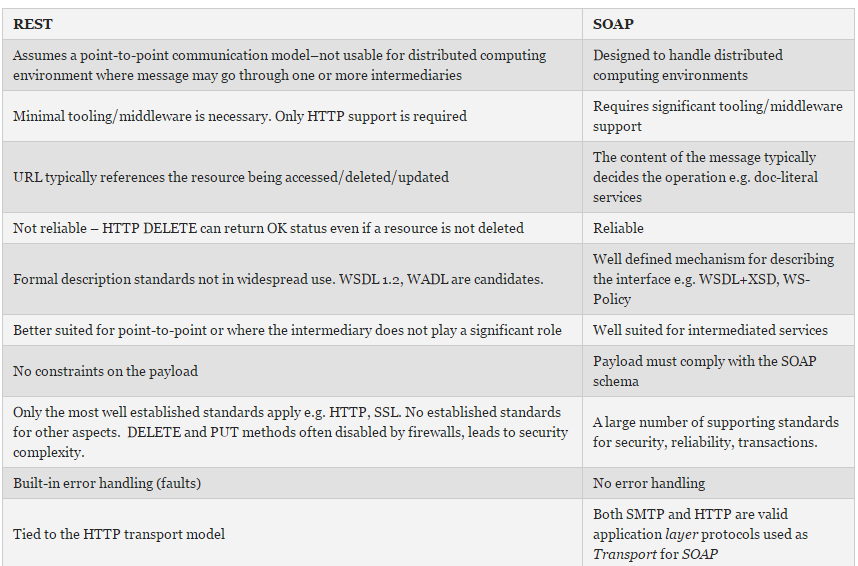 REST
SOAP
Assumes a point-to-point communication model–not usable for distributed computing
environment where message may go through one or more intermediaries
Designed to handle distributed
computing environments
Minimal tooling/middleware is necessary. Only HTTP support is required
Requires significant tooling/middleware
support
URL typically references the resource being accessed/deleted/updated
The content of the message typically
decides the operation e.g. doc-literal
services
Not reliable – HTTP DELETE can return OK status even if a resource is not deleted
Reliable
Formal description standards not in widespread use. WSDL 1.2, WADL are candidates.
Well defined mechanism for describing
the interface e.g. WSDL+XSD, WS-
Policy
Better suited for point-to-point or where the intermediary does not play a significant role
Well suited for intermediated services
No constraints on the payload
Payload must comply with the SOAP
schema
Only the most well established standards apply e.g. HTTP, SSL. No established standards
for other aspects.  DELETE and PUT methods often disabled by firewalls, leads to security
complexity.
A large number of supporting standards
for security, reliability, transactions.
Built-in error handling (faults)
No error handling
Tied to the HTTP transport model
Both SMTP and HTTP are valid
application layer protocols used as
Transport for SOAP